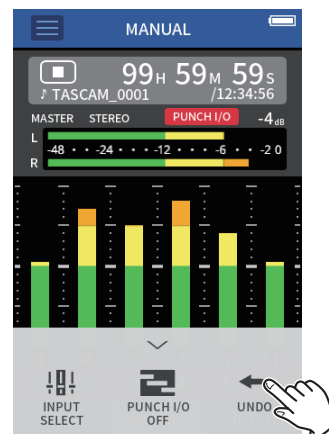 MANUAL
99H 59M 59S
♪ TASCAM_0001 /12:34:56
MASTER STEREO PUNCH I/O -4dB
L
-48 • • -24 • • • -12 • • • -6 • • -2 0
R
INPUT SELECT
PUNCH I/O OFF
UNDO